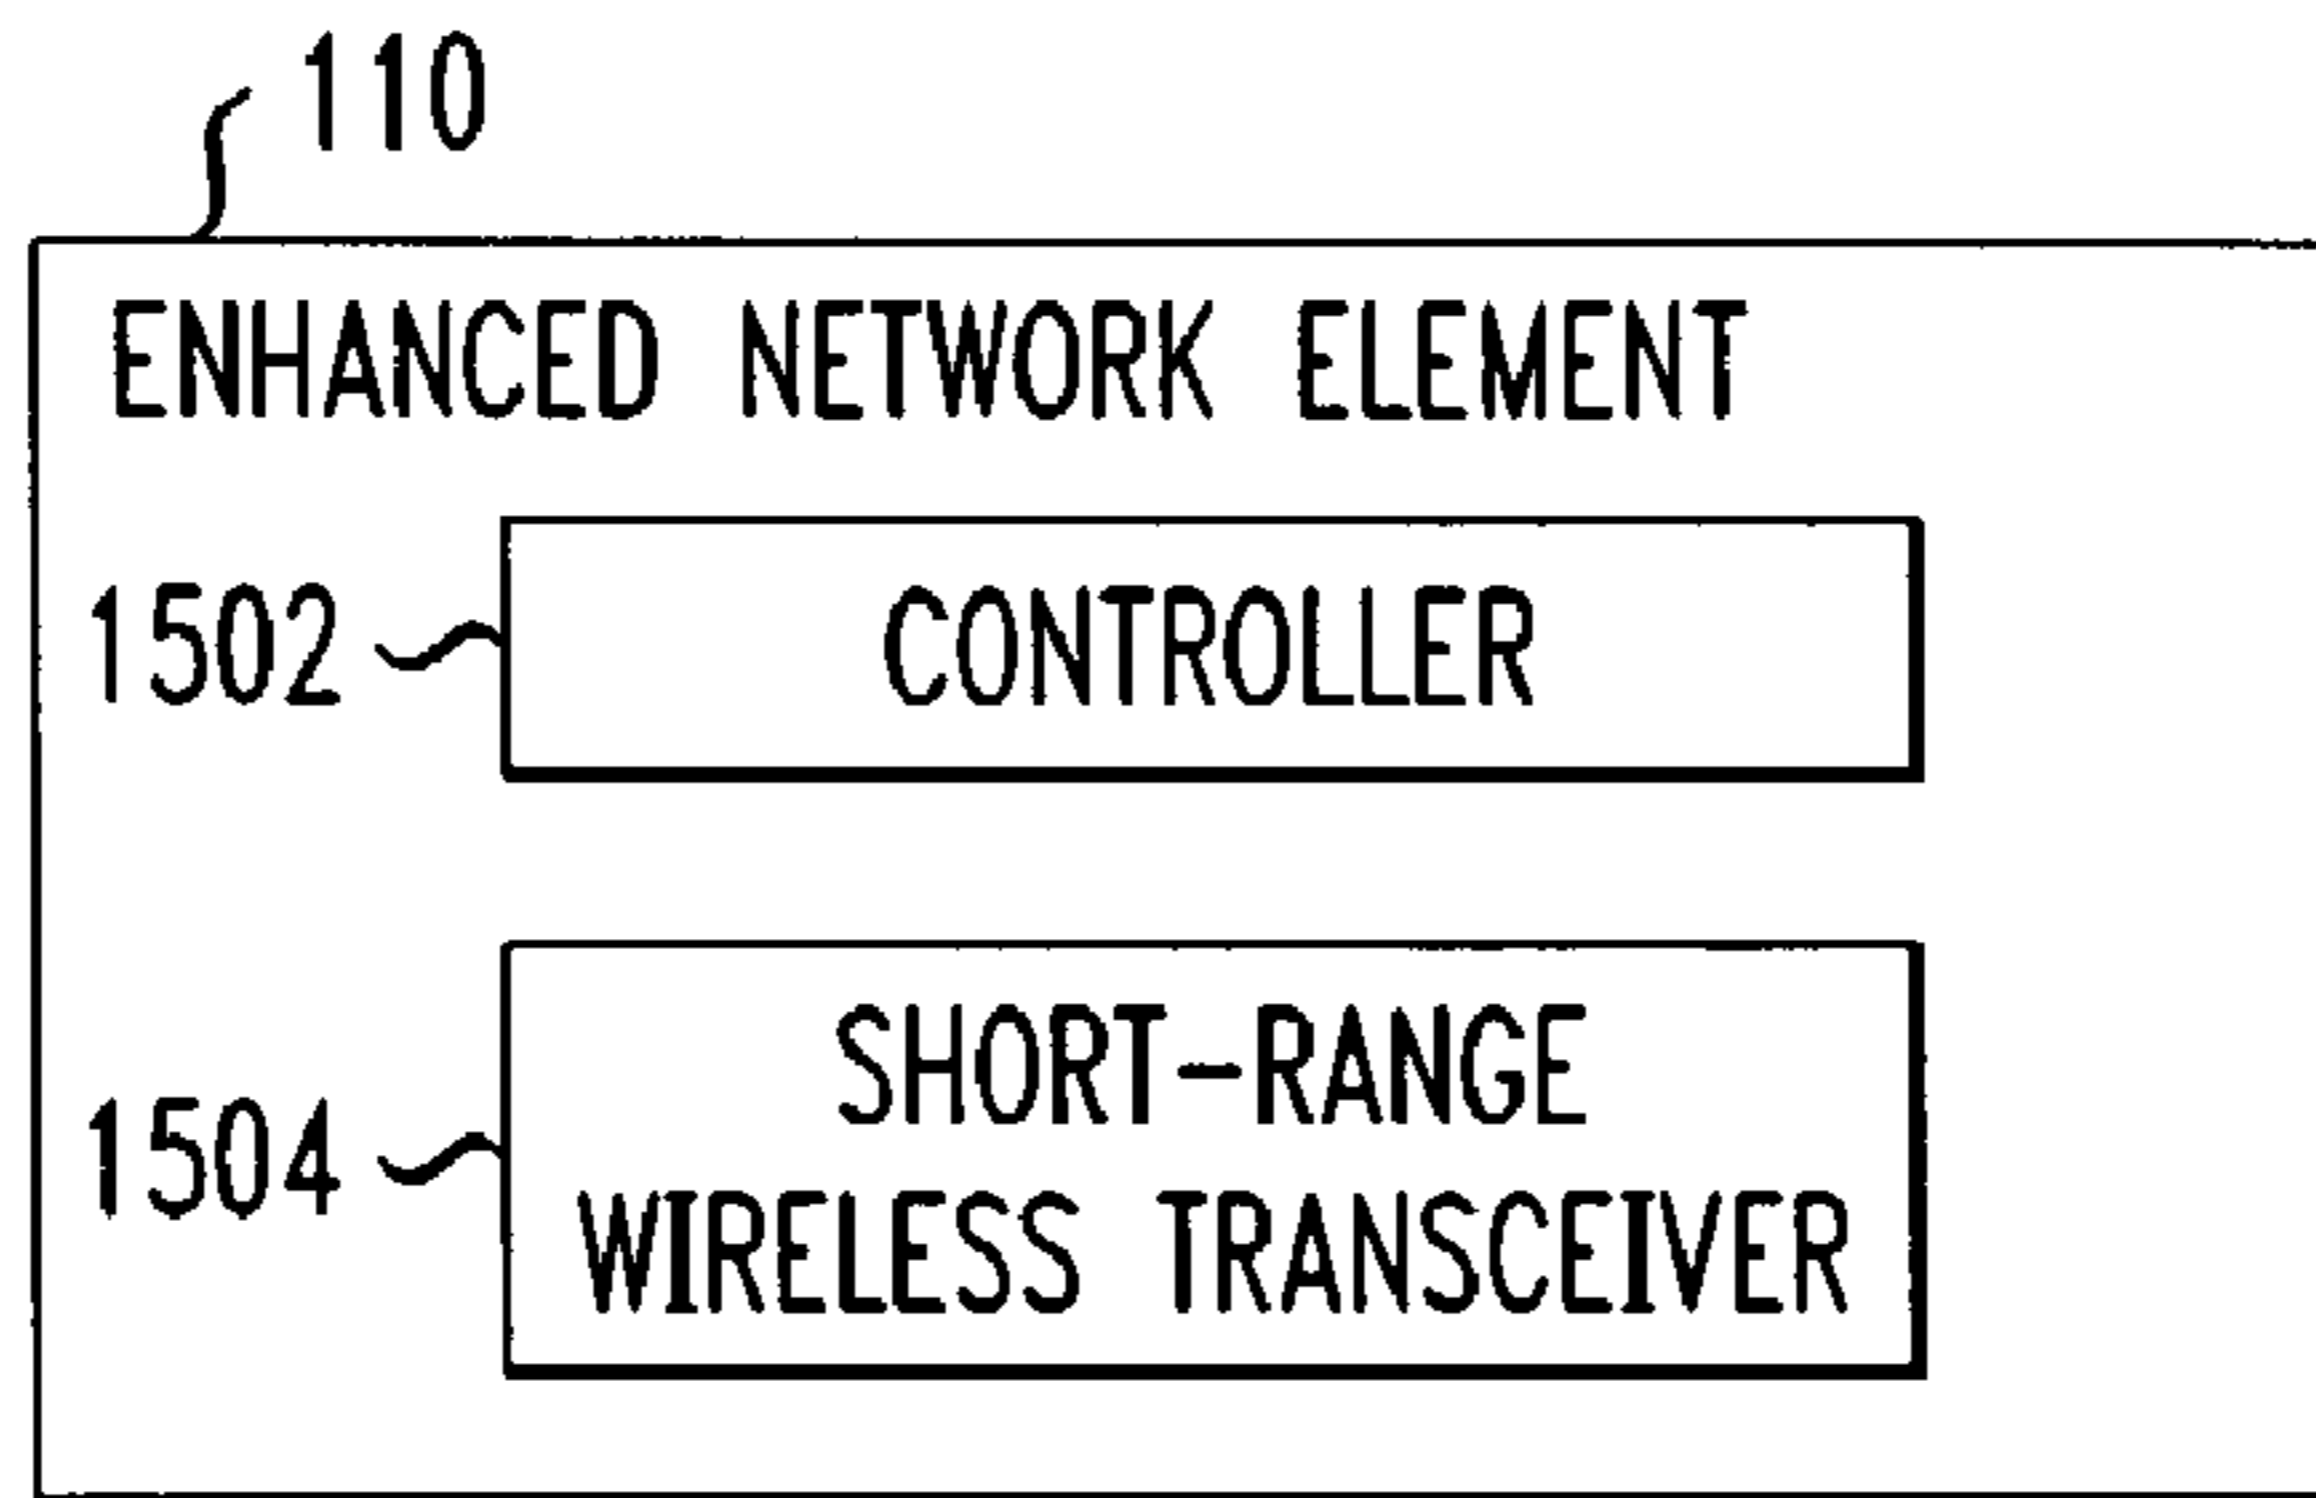 110
ENHANCED NETWORK ELEMENT
1502
CONTROLLER
1504
SHORT-RANGE
WIRELESS TRANSCEIVER